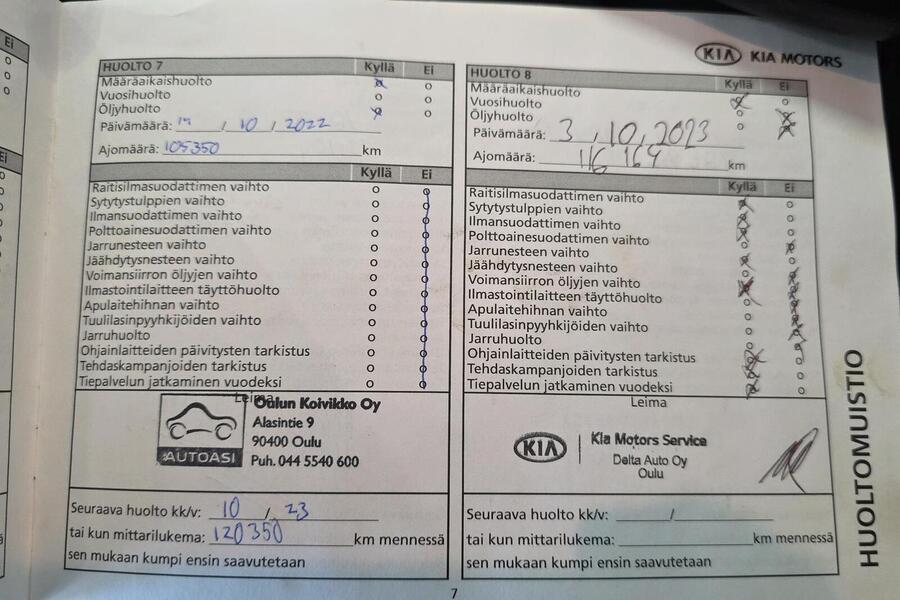 KIA KIA MOTORS
HUOLTO 7 Kyllä Ei
Määräaikaishuolto
Vuosihuolto
Öljyhuolto
Päivämäärä: / 10 / 2022
Ajomäärä: 105350 km
Kyllä Ei
Raitisilmasuodattimen vaihto
Sytytystulppien vaihto
Ilmansuodattimen vaihto
Polttoainesuodattimen vaihto
Jarrunesteen vaihto
Jäähdytysnesteen vaihto
Voimansiirron öljyjen vaihto
Ilmastointilaitteen täyttöhuolto
Apulaitehihnan vaihto
Tuulilasinpyyhkijöiden vaihto
Jarruhuolto
Ohjainlaitteiden päivitysten tarkistus
Tehdaskampanjoiden tarkistus
Tiepalvelun jatkaminen vuodeksi
Leima
AUTOASI
Oulun Koivikko Oy
Alasintie 9
90400 Oulu
Puh. 044 5540 600
Seuraava huolto kk/v: 10 / 23
tai kun mittarilukema: 120350 km mennessä
sen mukaan kumpi ensin saavutetaan
HUOLTO 8 Kyllä Ei
Määräaikaishuolto
Vuosihuolto
Öljyhuolto
Päivämäärä: 3 / 10 / 2023
Ajomäärä: 116 164 km
Kyllä Ei
Raitisilmasuodattimen vaihto
Sytytystulppien vaihto
Ilmansuodattimen vaihto
Polttoainesuodattimen vaihto
Jarrunesteen vaihto
Jäähdytysnesteen vaihto
Voimansiirron öljyjen vaihto
Ilmastointilaitteen täyttöhuolto
Apulaitehihnan vaihto
Tuulilasinpyyhkijöiden vaihto
Jarruhuolto
Ohjainlaitteiden päivitysten tarkistus
Tehdaskampanjoiden tarkistus
Tiepalvelun jatkaminen vuodeksi
Leima
KIA Kia Motors Service
Delta Auto Oy
Oulu
Seuraava huolto kk/v: /
tai kun mittarilukema: km mennessä
sen mukaan kumpi ensin saavutetaan
HUOLTOMUISTIO
7
Ei
Ei